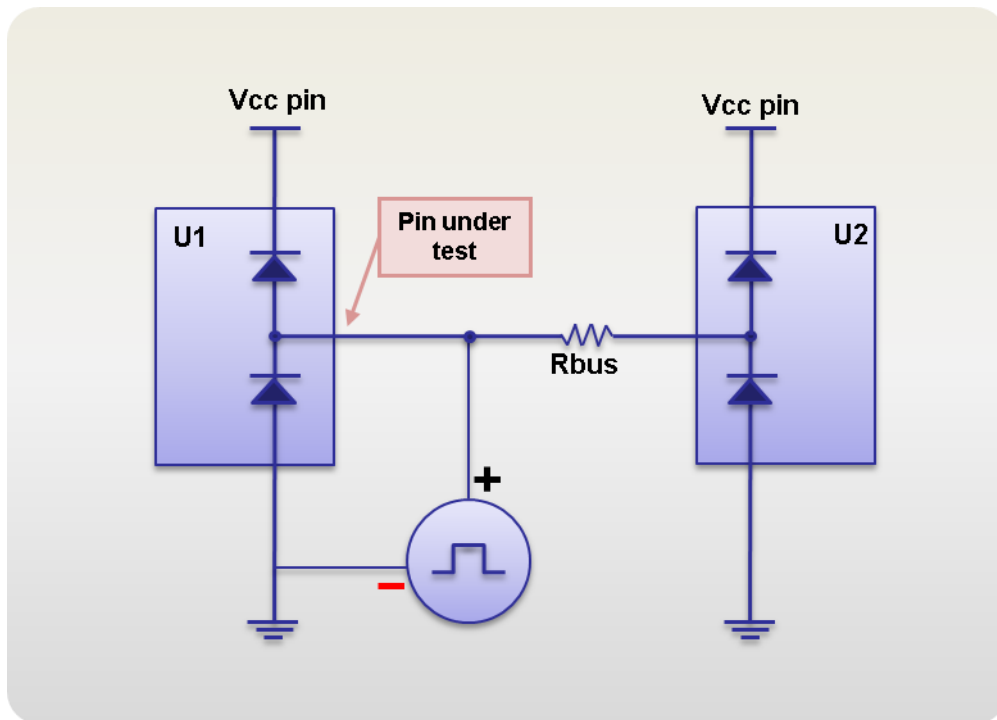 Vcc pin
Vcc pin
U1
Pin under
test
U2
Rbus
+
−